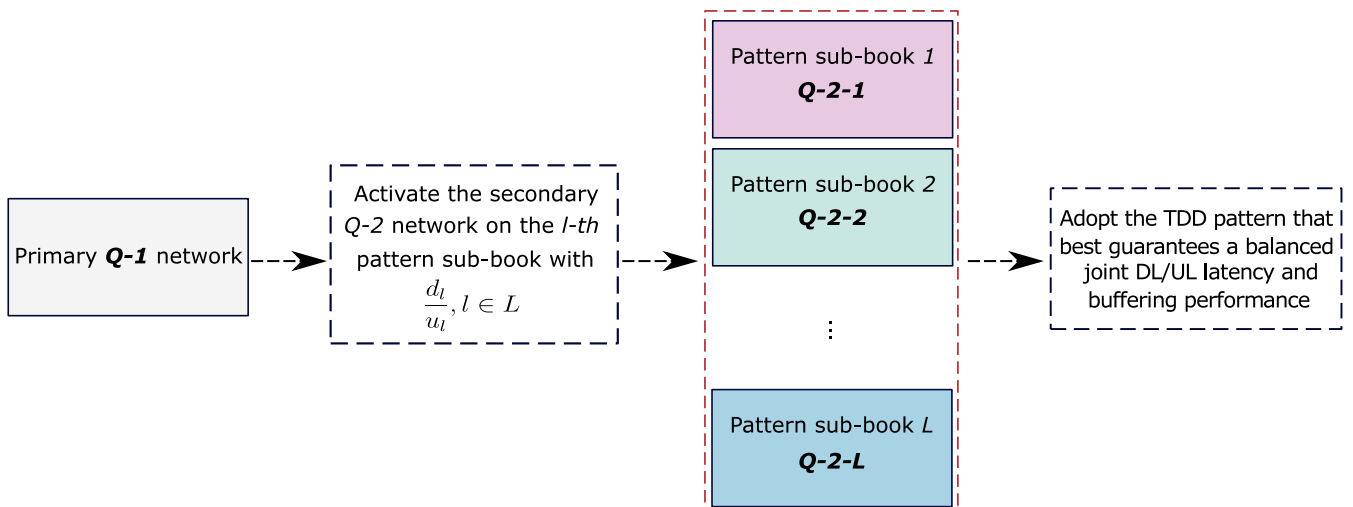 Primary Q-1 network
Activate the secondary
Q-2 network on the l-th
pattern sub-book with
d_l/u_l, l ∈ L
Pattern sub-book 1
Q-2-1
Pattern sub-book 2
Q-2-2
⋮
Pattern sub-book L
Q-2-L
Adopt the TDD pattern that
best guarantees a balanced
joint DL/UL latency and
buffering performance